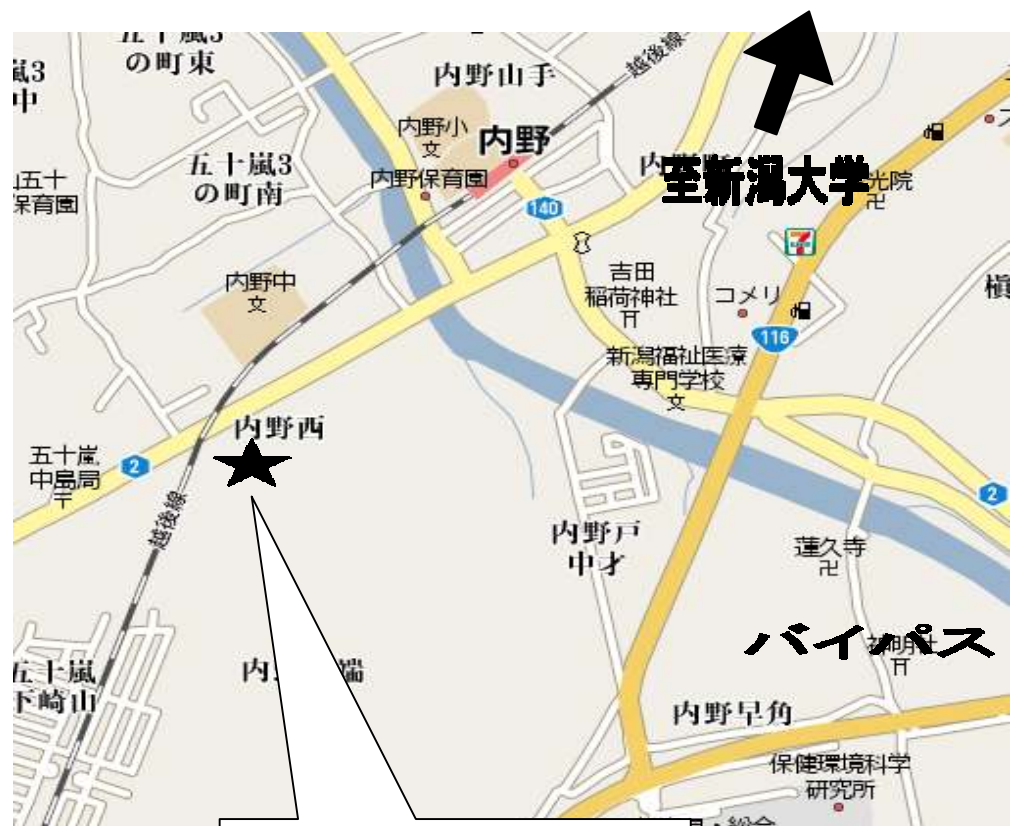 五十嵐3
の町東
嵐3
中
内野山手
越後線
内野小
文
内野
五十嵐3
の町南
内野保育園
五十
保育園
140
至新潟大学
光院
卍
内野中
文
吉田
稲荷神社
コメリ
槇
116
新潟福祉医療
専門学校
文
内野西
五十嵐
中島局
〒
2
越後線
2
内野戸
中才
蓮久寺
卍
バイパス
神明社
五十嵐
下崎山
内
端
内野早角
保健環境科学
研究所